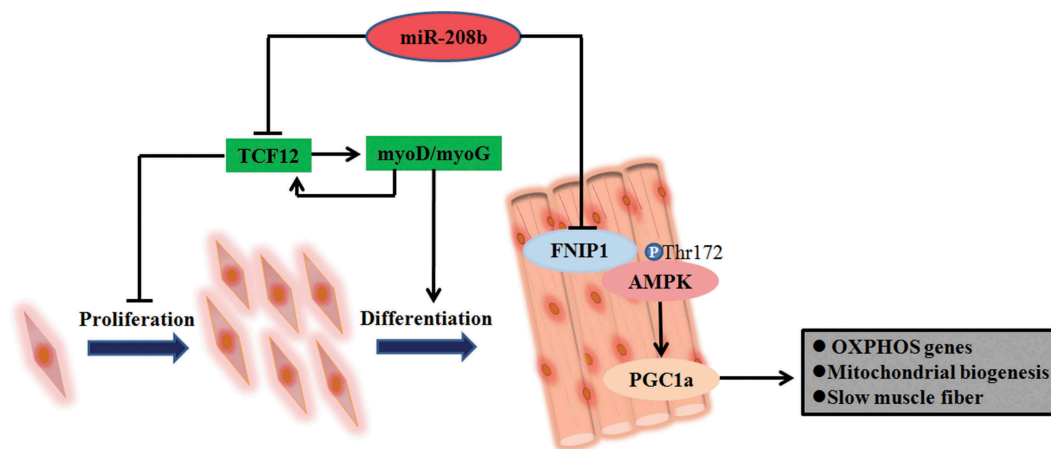 miR-208b
TCF12
myoD/myoG
FNIP1
P Thr172
AMPK
Proliferation
Differentiation
PGC1a
● OXPHOS genes
● Mitochondrial biogenesis
● Slow muscle fiber